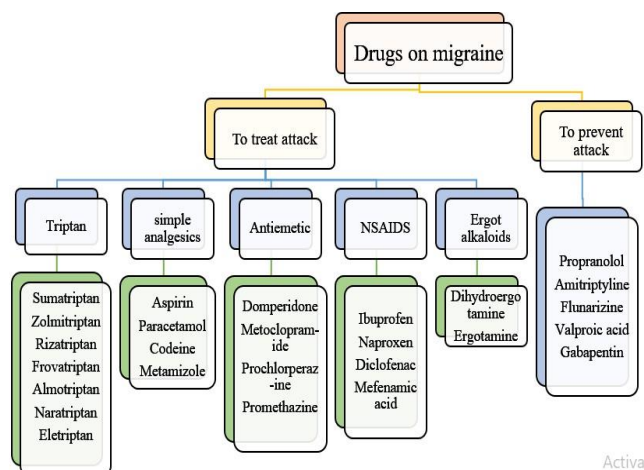 Drugs on migraine
To treat attack
To prevent
attack
Triptan
simple
analgesics
Antiemetic
NSAIDS
Ergot
alkaloids
Sumatriptan
Zolmitriptan
Rizatriptan
Frovatriptan
Almotriptan
Naratriptan
Eletriptan
Aspirin
Paracetamol
Codeine
Metamizole
Domperidone
Metoclopram-
ide
Prochlorperaz
-ine
Promethazine
Ibuprofen
Naproxen
Diclofenac
Mefenamic
acid
Dihydroergo
tamine
Ergotamine
Propranolol
Amitriptyline
Flunarizine
Valproic acid
Gabapentin
Activa